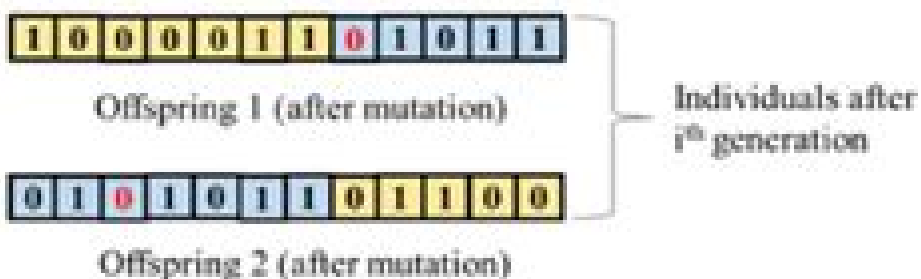 1 0 0 0 0 1 1 0 1 0 1 1
Offspring 1 (after mutation)
Individuals after
iᵗʰ generation
0 1 0 1 0 1 1 0 1 1 0 0
Offspring 2 (after mutation)